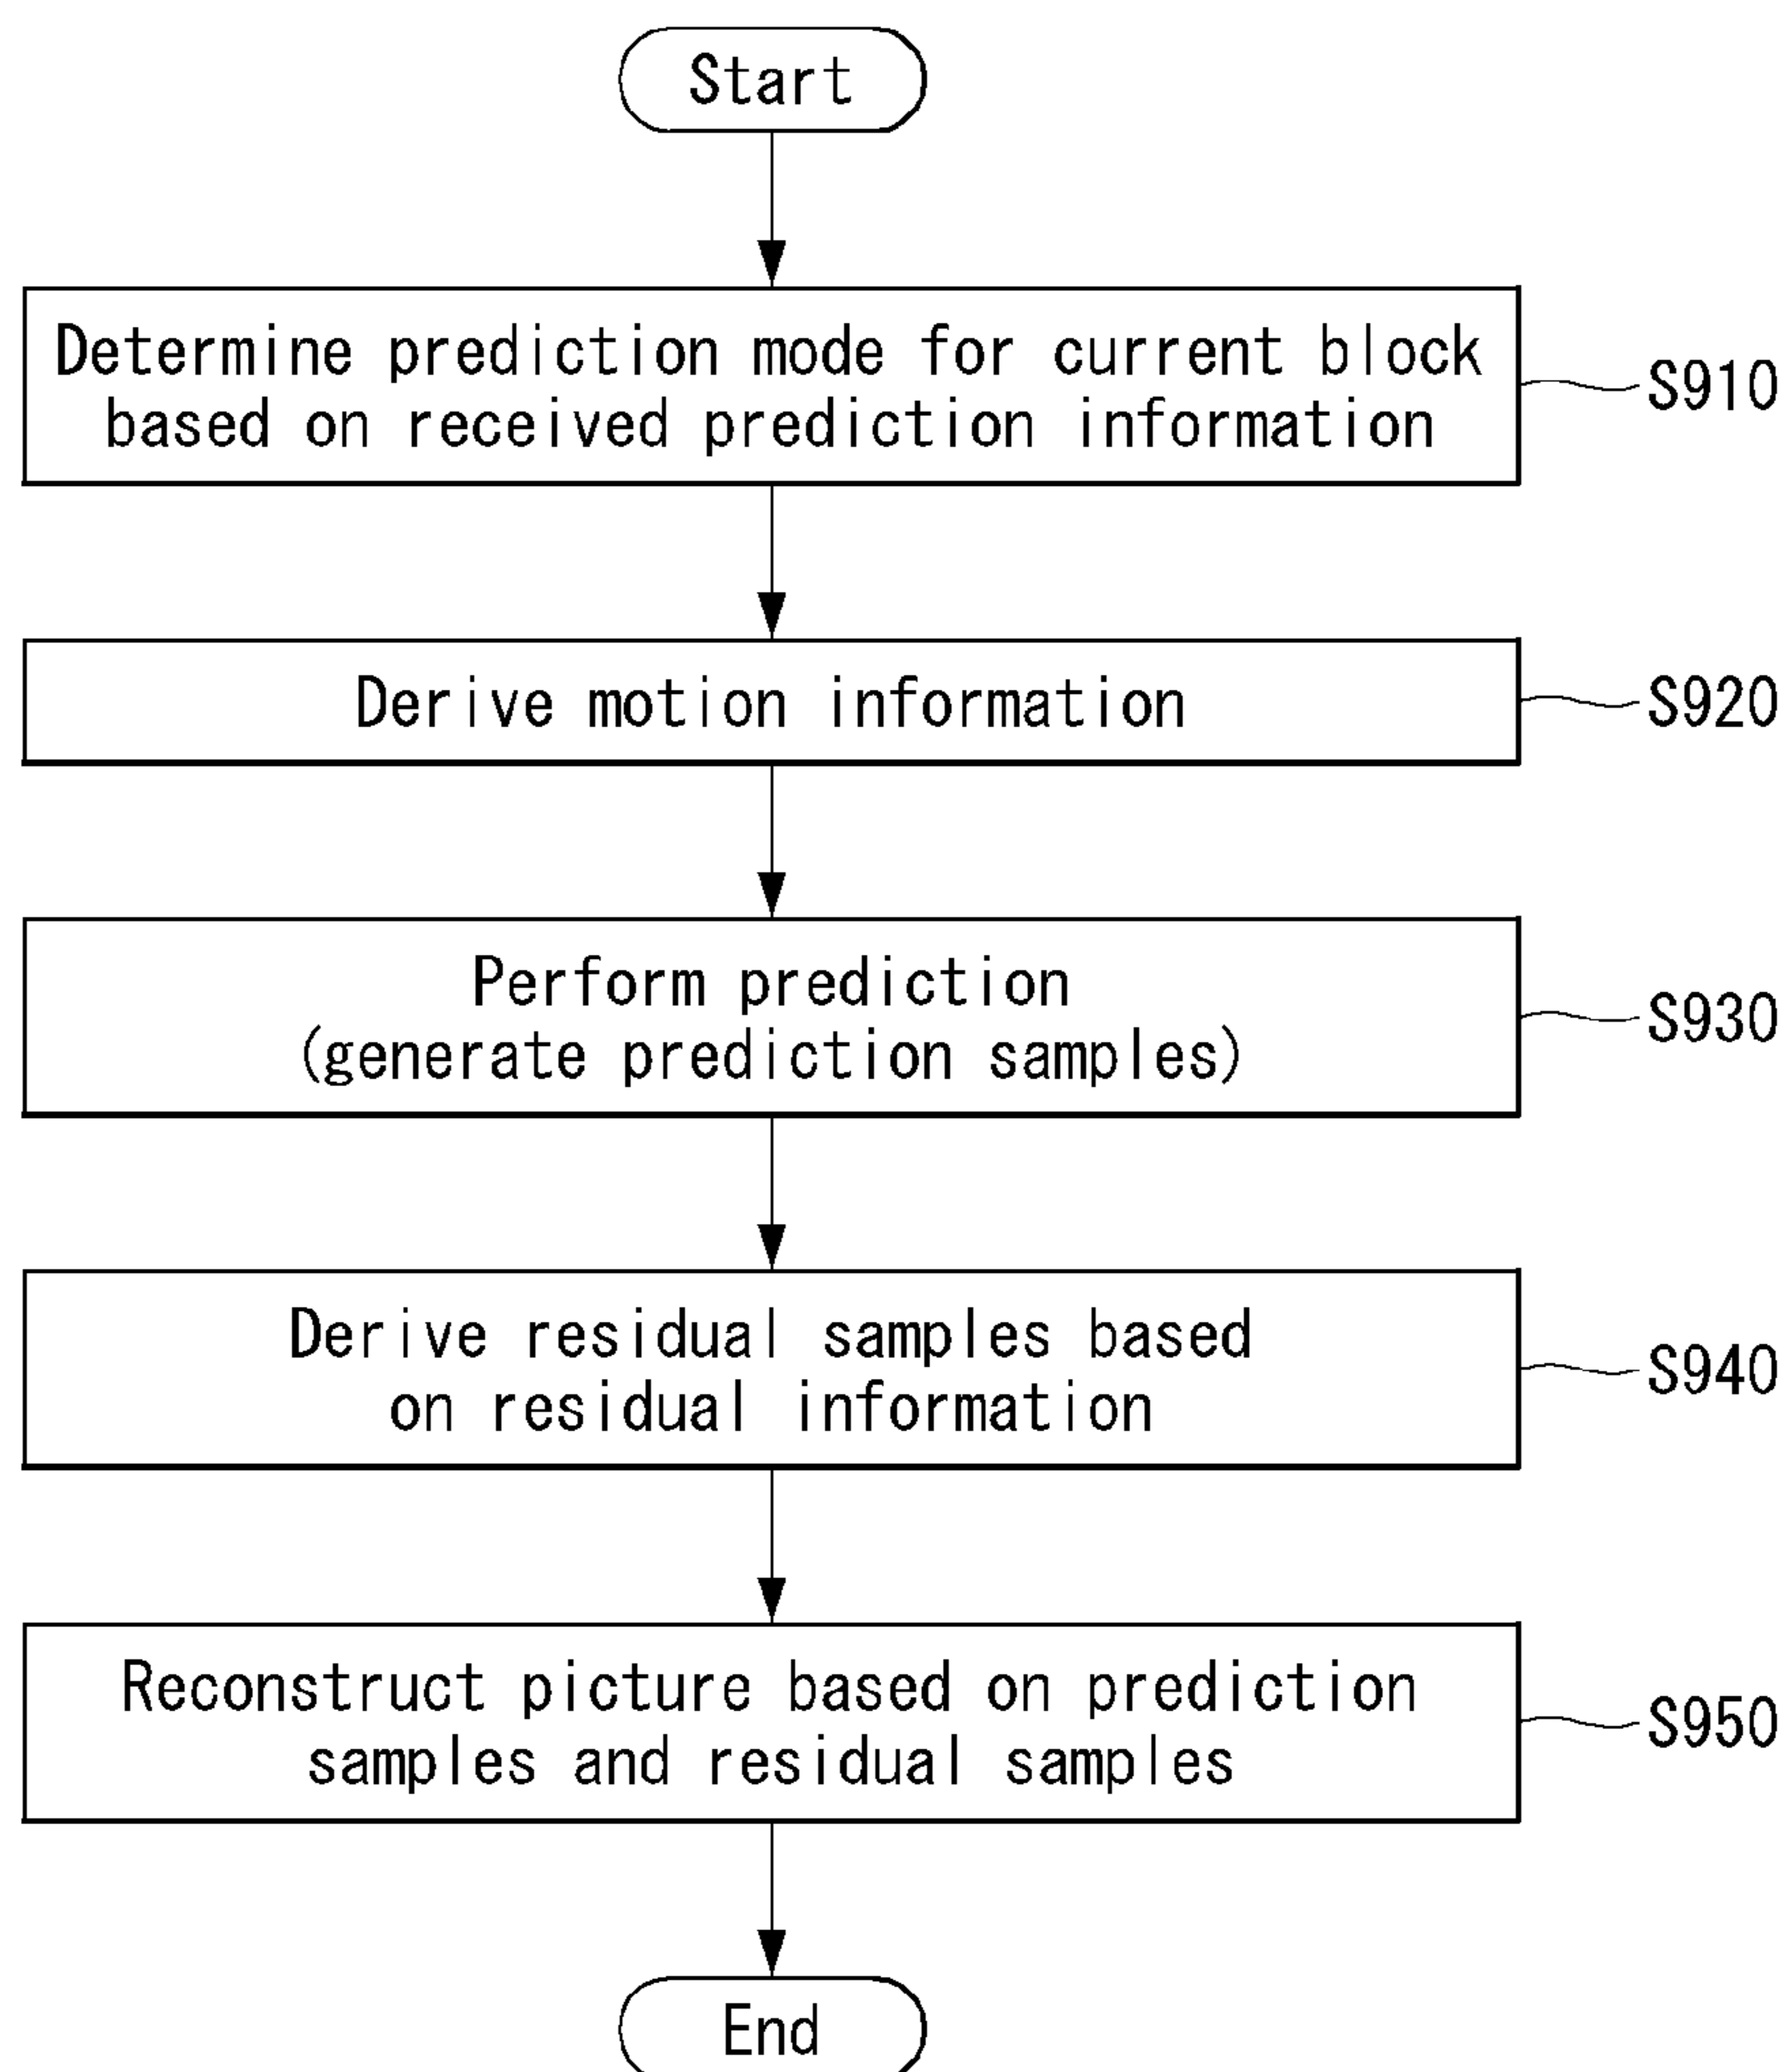 Start
Determine prediction mode for current block
based on received prediction information
S910
Derive motion information
S920
Perform prediction
(generate prediction samples)
S930
Derive residual samples based
on residual information
S940
Reconstruct picture based on prediction
samples and residual samples
S950
End